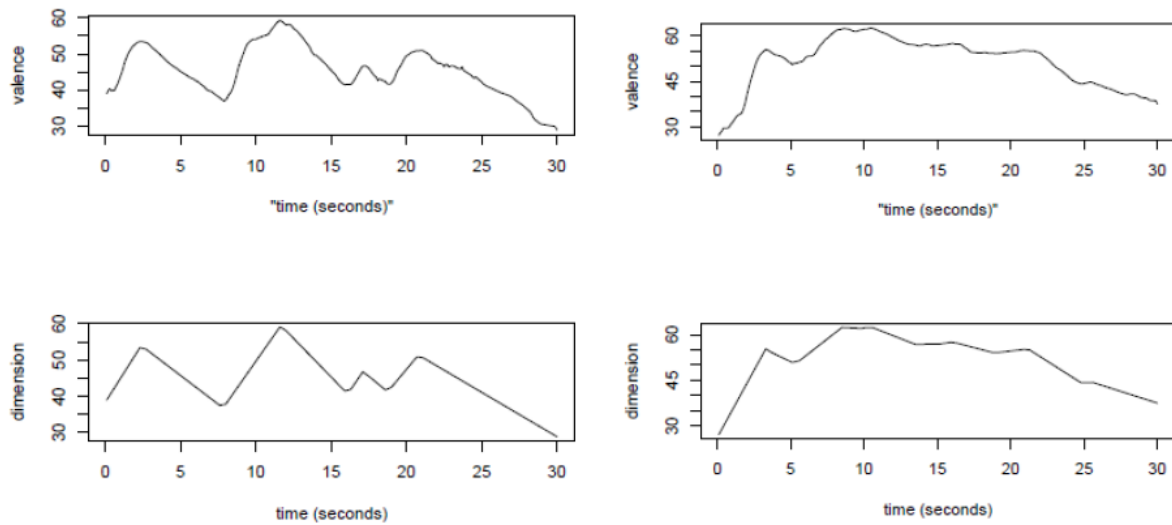 valence
30 40 50 60
0 5 10 15 20 25 30
"time (seconds)"
valence
30 45 60
0 5 10 15 20 25 30
"time (seconds)"
dimension
30 40 50 60
0 5 10 15 20 25 30
time (seconds)
dimension
30 45 60
0 5 10 15 20 25 30
time (seconds)